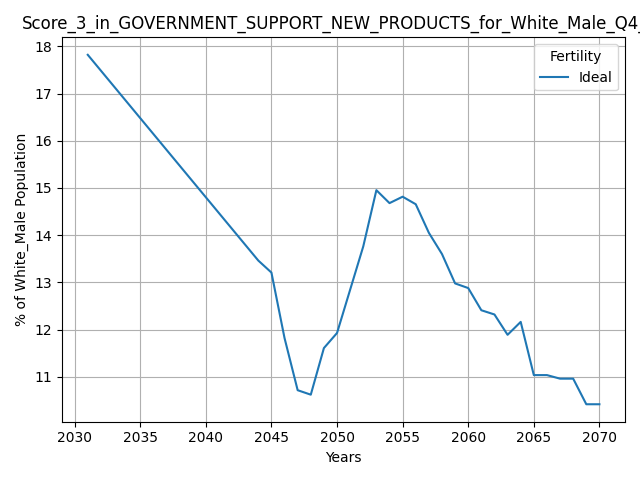 Score_3_in_GOVERNMENT_SUPPORT_NEW_PRODUCTS_for_White_Male_Q4_
Fertility
Ideal
% of White_Male Population
18
17
16
15
14
13
12
11
2030 2035 2040 2045 2050 2055 2060 2065 2070
Years